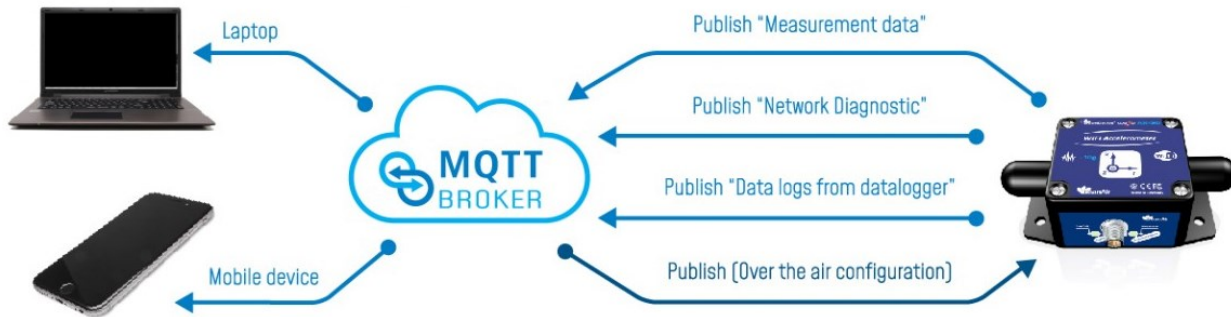 Laptop
Publish "Measurement data"
Publish "Network Diagnostic"
MQTT
BROKER
Publish "Data logs from datalogger"
Mobile device
Publish (Over the air configuration)